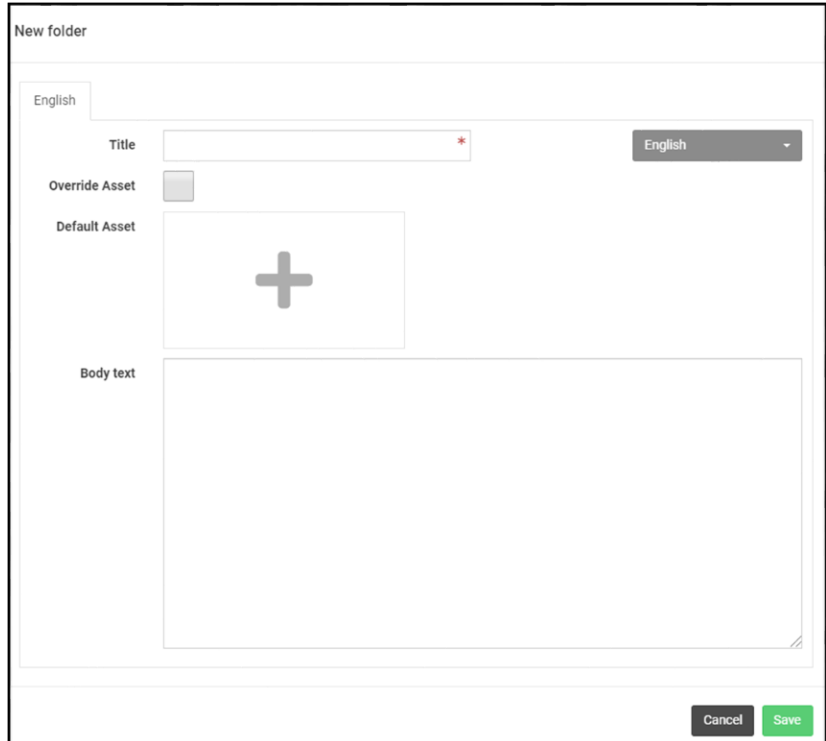 New folder
English
Title * English
Override Asset
Default Asset
Body text
Cancel Save